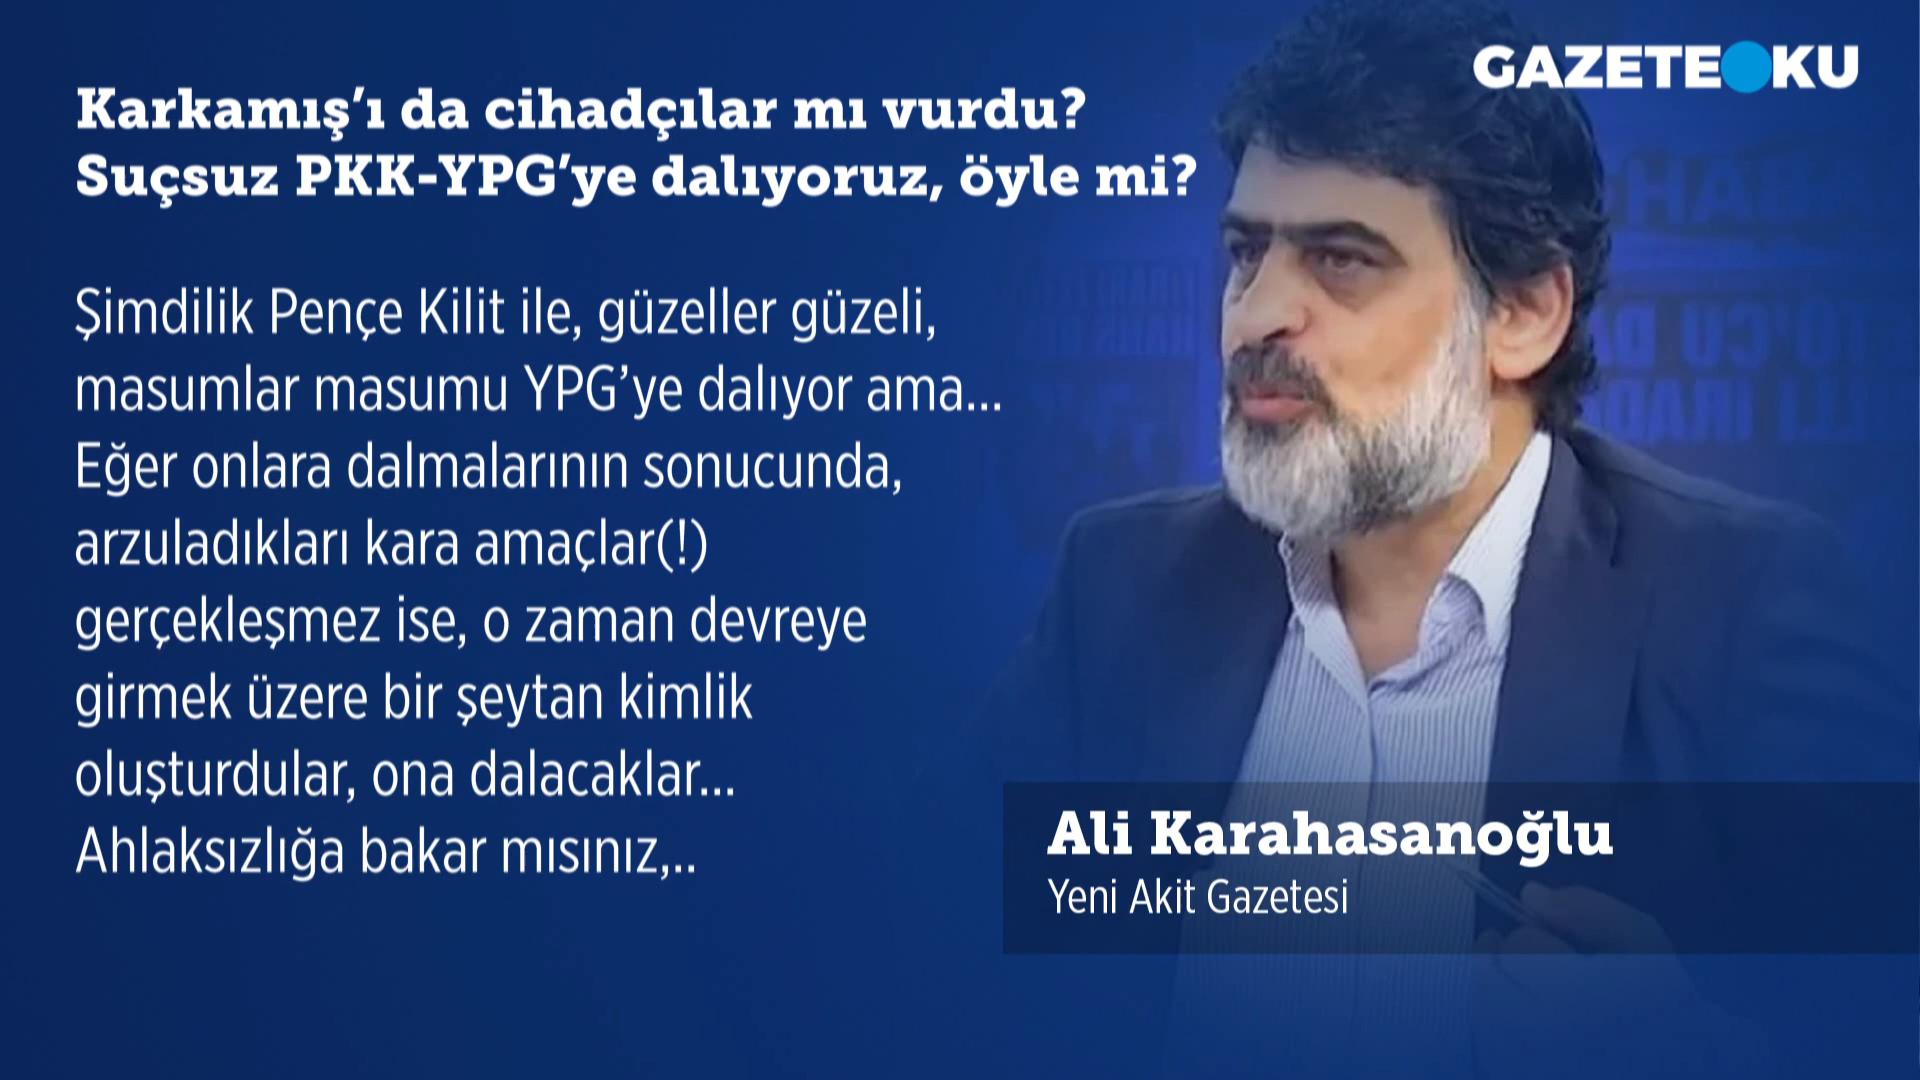 GAZETEOKU
Karkamış’ı da cihadçılar mı vurdu?
Suçsuz PKK-YPG’ye dalıyoruz, öyle mi?
Şimdilik Pençe Kilit ile, güzeller güzeli,
masumlar masumu YPG’ye dalıyor ama...
Eğer onlara dalmalarının sonucunda,
arzuladıkları kara amaçlar(!)
gerçekleşmez ise, o zaman devreye
girmek üzere bir şeytan kimlik
oluşturdular, ona dalacaklar...
Ahlaksızlığa bakar mısınız,..
Ali Karahasanoğlu
Yeni Akit Gazetesi